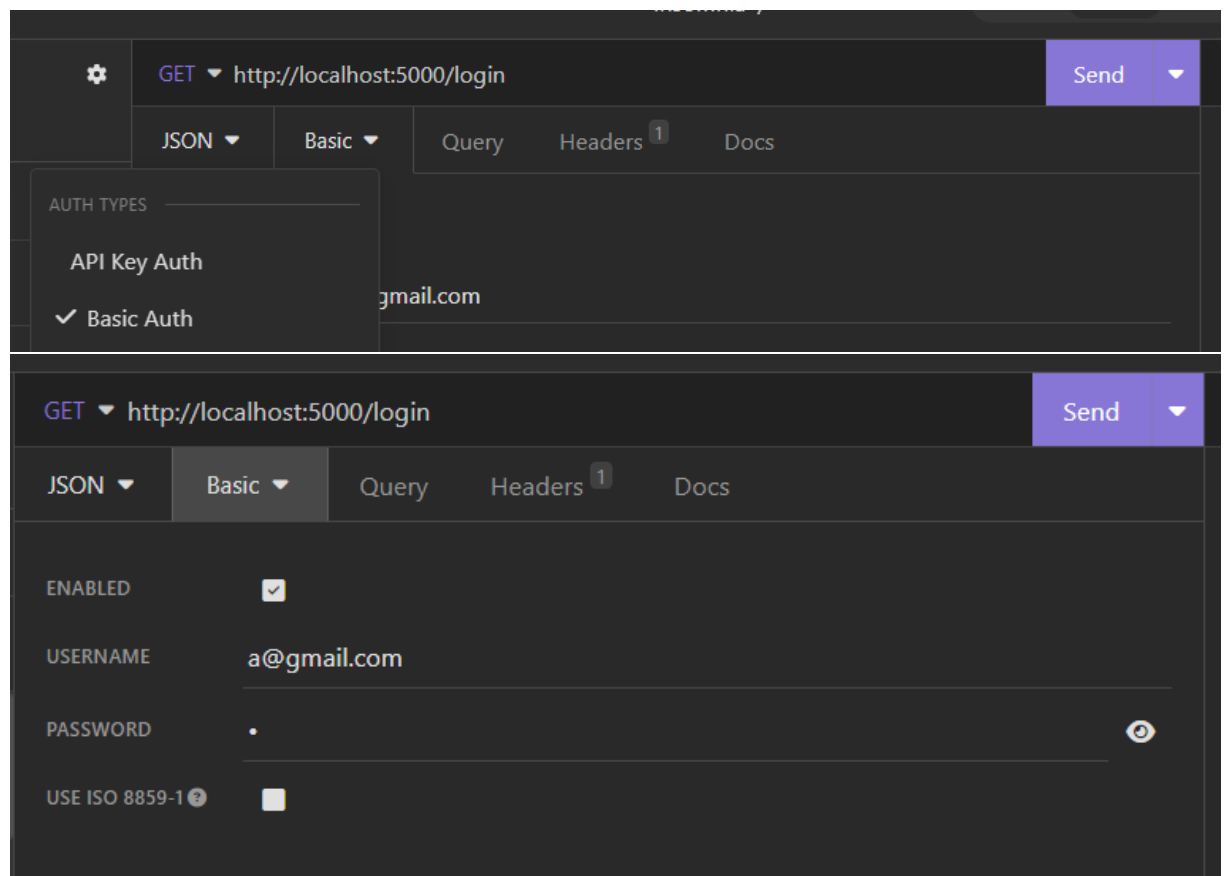 GET http://localhost:5000/login Send
JSON Basic Query Headers 1 Docs
AUTH TYPES
API Key Auth
gmail.com
Basic Auth
GET http://localhost:5000/login Send
JSON Basic Query Headers 1 Docs
ENABLED
USERNAME a@gmail.com
PASSWORD •
USE ISO 8859-1 ?